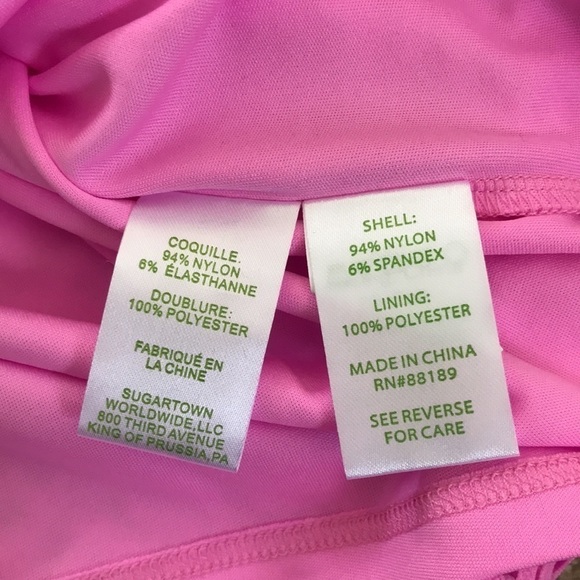 COQUILLE.
94% NYLON
6% ÉLASTHANNE
DOUBLURE:
100% POLYESTER
FABRIQUÉ EN
LA CHINE
SUGARTOWN
WORLDWIDE,LLC
800 THIRD AVENUE
KING OF PRUSSIA,PA
SHELL:
94% NYLON
6% SPANDEX
LINING:
100% POLYESTER
MADE IN CHINA
RN#88189
SEE REVERSE
FOR CARE